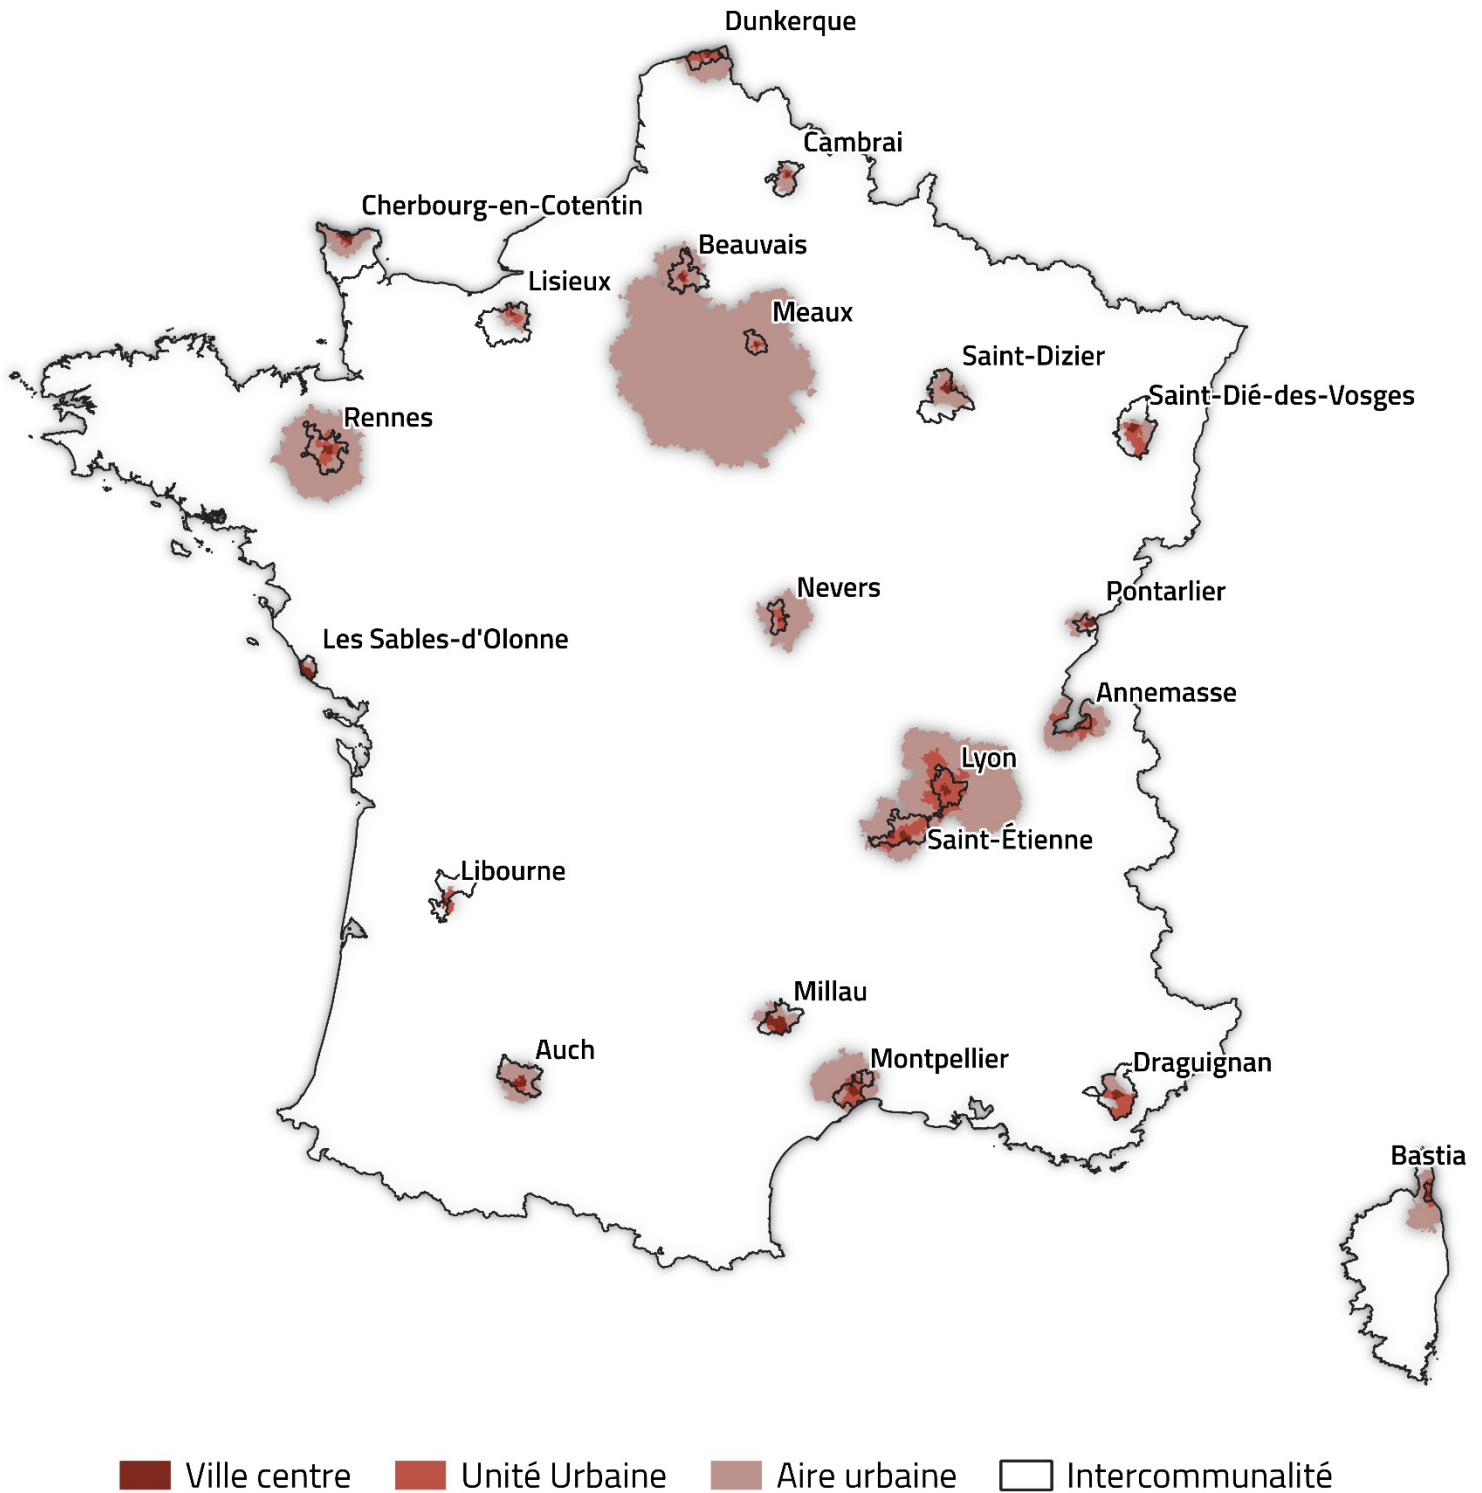 Dunkerque
Cambrai
Cherbourg-en-Cotentin
Beauvais
Lisieux
Meaux
Saint-Dizier
Saint-Dié-des-Vosges
Rennes
Nevers
Pontarlier
Les Sables-d'Olonne
Annemasse
Lyon
Saint-Étienne
Libourne
Millau
Auch
Montpellier
Draguignan
Bastia
Ville centre
Unité Urbaine
Aire urbaine
Intercommunalité